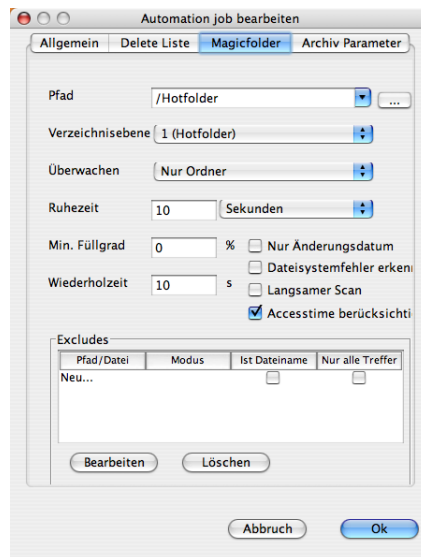 Automation job bearbeiten
Allgemein Delete Liste Magicfolder Archiv Parameter
Pfad /Hotfolder ...
Verzeichnisebene 1 (Hotfolder)
Überwachen Nur Ordner
Ruhezeit 10 Sekunden
Min. Füllgrad 0 % Nur Änderungsdatum
Dateisystemfehler erken
Wiederholzeit 10 s Langsamer Scan
Accesstime berücksichti
Excludes
Pfad/Datei Modus Ist Dateiname Nur alle Treffer
Neu...
Bearbeiten Löschen
Abbruch Ok